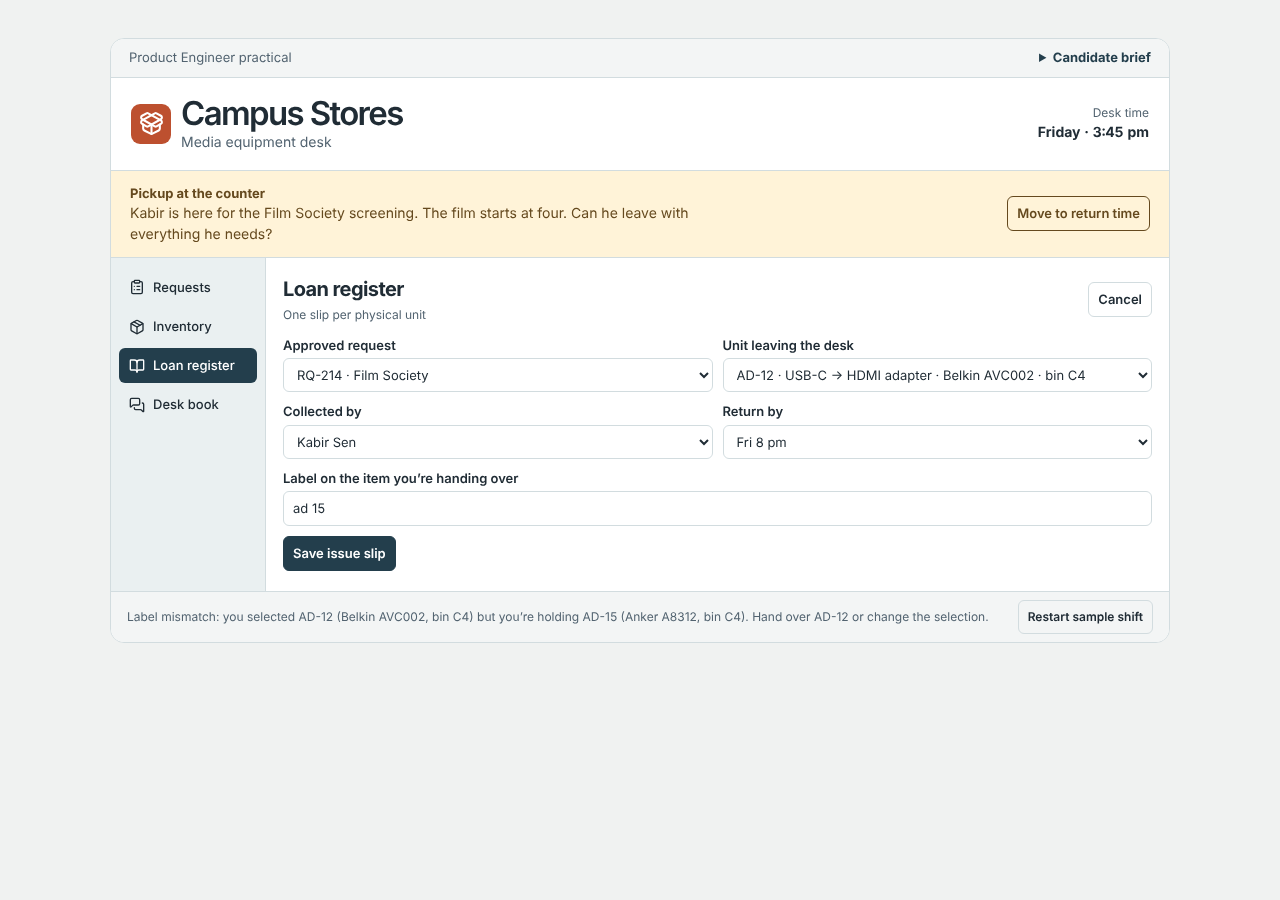 Product Engineer practical
Candidate brief
Campus Stores
Media equipment desk
Desk time
Friday · 3:45 pm
Pickup at the counter
Kabir is here for the Film Society screening. The film starts at four. Can he leave with
everything he needs?
Move to return time
Requests
Inventory
Loan register
Desk book
Loan register
One slip per physical unit
Cancel
Approved request
RQ-214 · Film Society
Unit leaving the desk
AD-12 · USB-C → HDMI adapter · Belkin AVC002 · bin C4
Collected by
Kabir Sen
Return by
Fri 8 pm
Label on the item you’re handing over
ad 15
Save issue slip
Label mismatch: you selected AD-12 (Belkin AVC002, bin C4) but you’re holding AD-15 (Anker A8312, bin C4). Hand over AD-12 or change the selection.
Restart sample shift